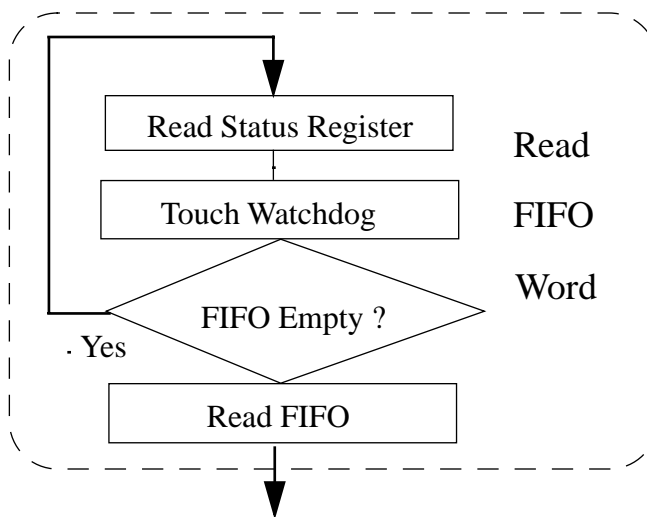 Read Status Register
Read
Touch Watchdog
FIFO
FIFO Empty ?
Word
Yes
Read FIFO